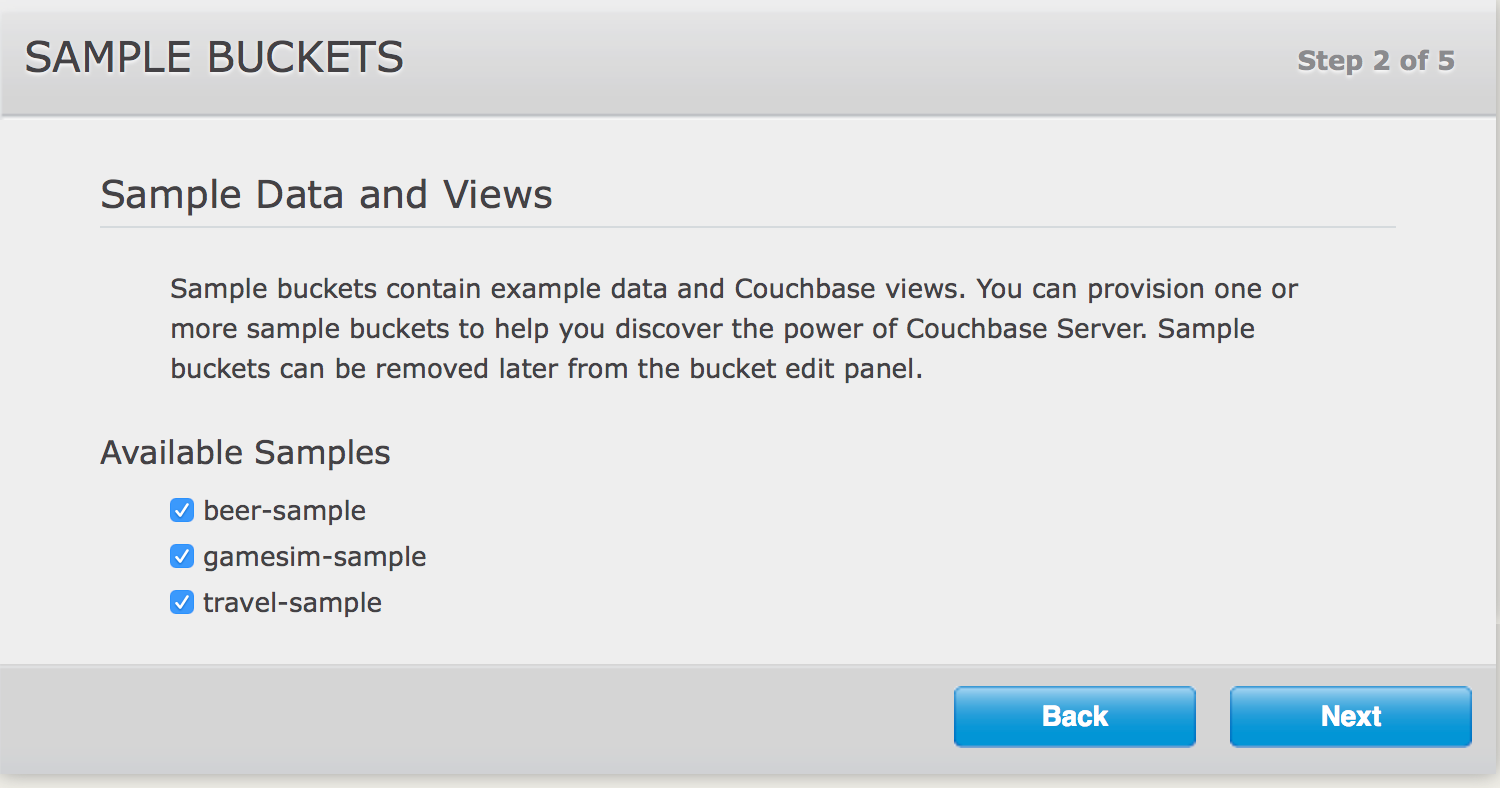 SAMPLE BUCKETS
Step 2 of 5
Sample Data and Views
Sample buckets contain example data and Couchbase views. You can provision one or
more sample buckets to help you discover the power of Couchbase Server. Sample
buckets can be removed later from the bucket edit panel.
Available Samples
beer-sample
gamesim-sample
travel-sample
Back
Next